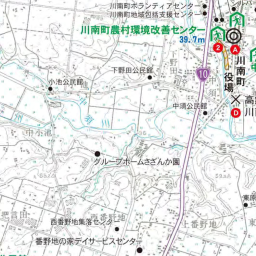 川南町ボランティアセンター
川南町地域包括支援センター
川南町農村環境改善センター
39.7m
2
A
下野田公民館
小池公民館
10
役場
川南町
中須公民館
D
グループホームさざんか園
西番野地集落センター
番野地
番野地の家デイサービスセンター